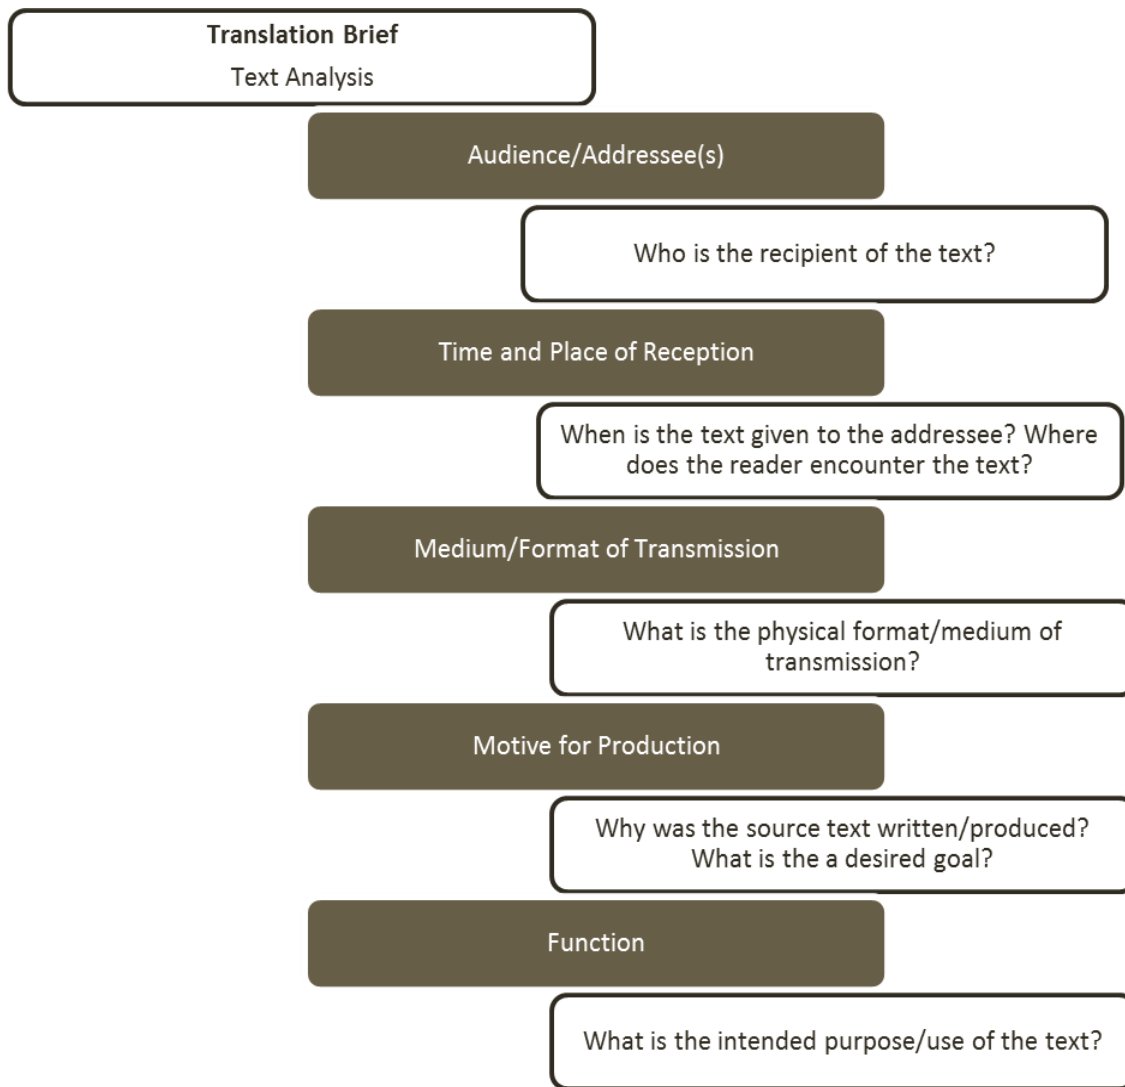 Translation Brief
Text Analysis
Audience/Addressee(s)
Who is the recipient of the text?
Time and Place of Reception
When is the text given to the addressee? Where
does the reader encounter the text?
Medium/Format of Transmission
What is the physical format/medium of
transmission?
Motive for Production
Why was the source text written/produced?
What is the a desired goal?
Function
What is the intended purpose/use of the text?